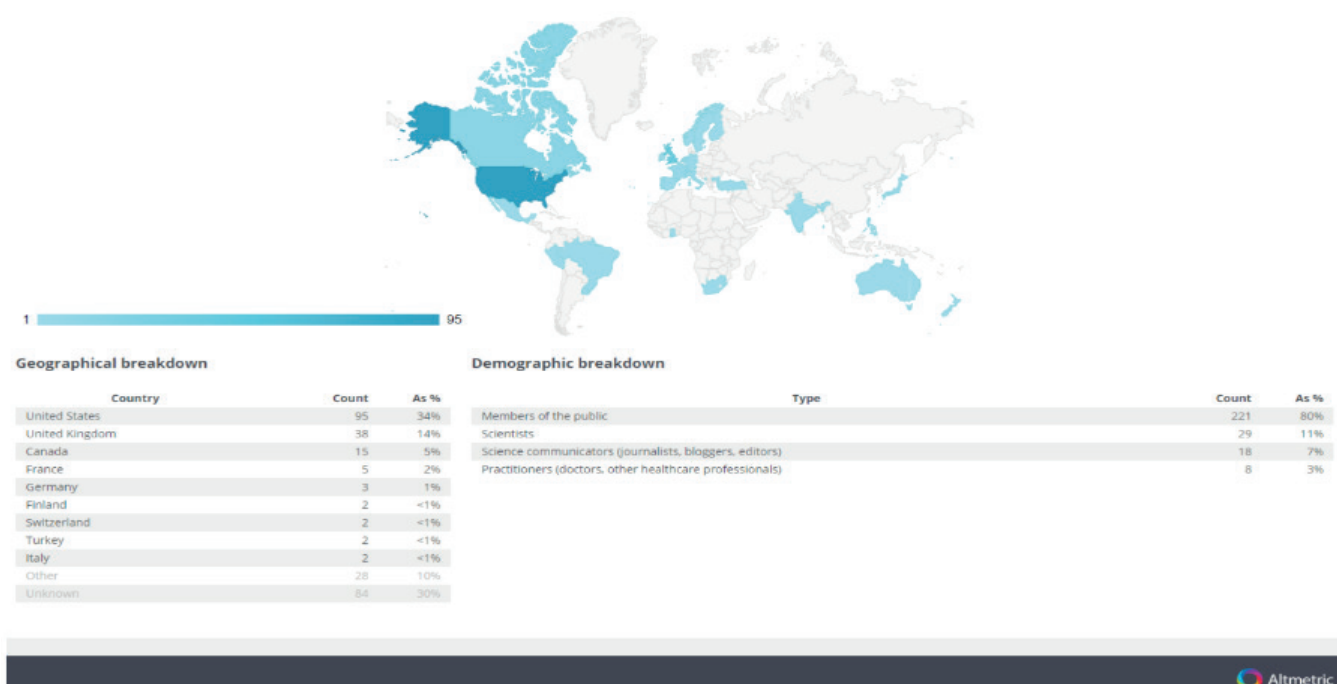 1 95
Geographical breakdown
Country Count As %
United States 95 34%
United Kingdom 38 14%
Canada 15 5%
France 5 2%
Germany 3 1%
Finland 2 <1%
Switzerland 2 <1%
Turkey 2 <1%
Italy 2 <1%
Other 28 10%
Unknown 84 30%
Demographic breakdown
Type Count As %
Members of the public 221 80%
Scientists 29 11%
Science communicators (journalists, bloggers, editors) 18 7%
Practitioners (doctors, other healthcare professionals) 8 3%
Altmetric